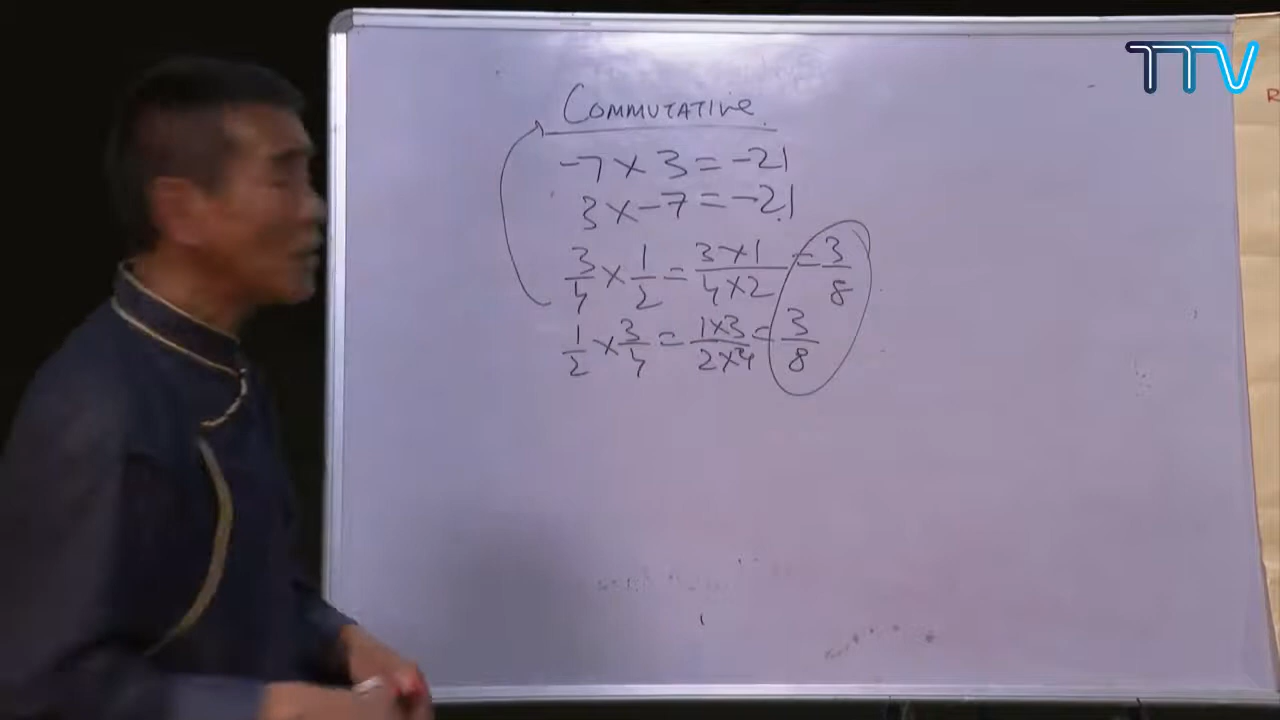 TTV
COMMUTATIVE
-7 × 3 = -21
3 × -7 = -21
3/4 × 1/2 = 3×1/4×2 = 3/8
1/2 × 3/4 = 1×3/2×4 = 3/8
R